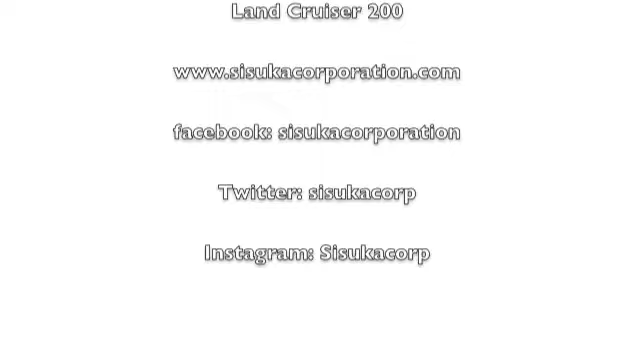 Land Cruiser 200
www.sisukacorporation.com
facebook: sisukacorporation
Twitter: sisukacorp
Instagram: Sisukacorp